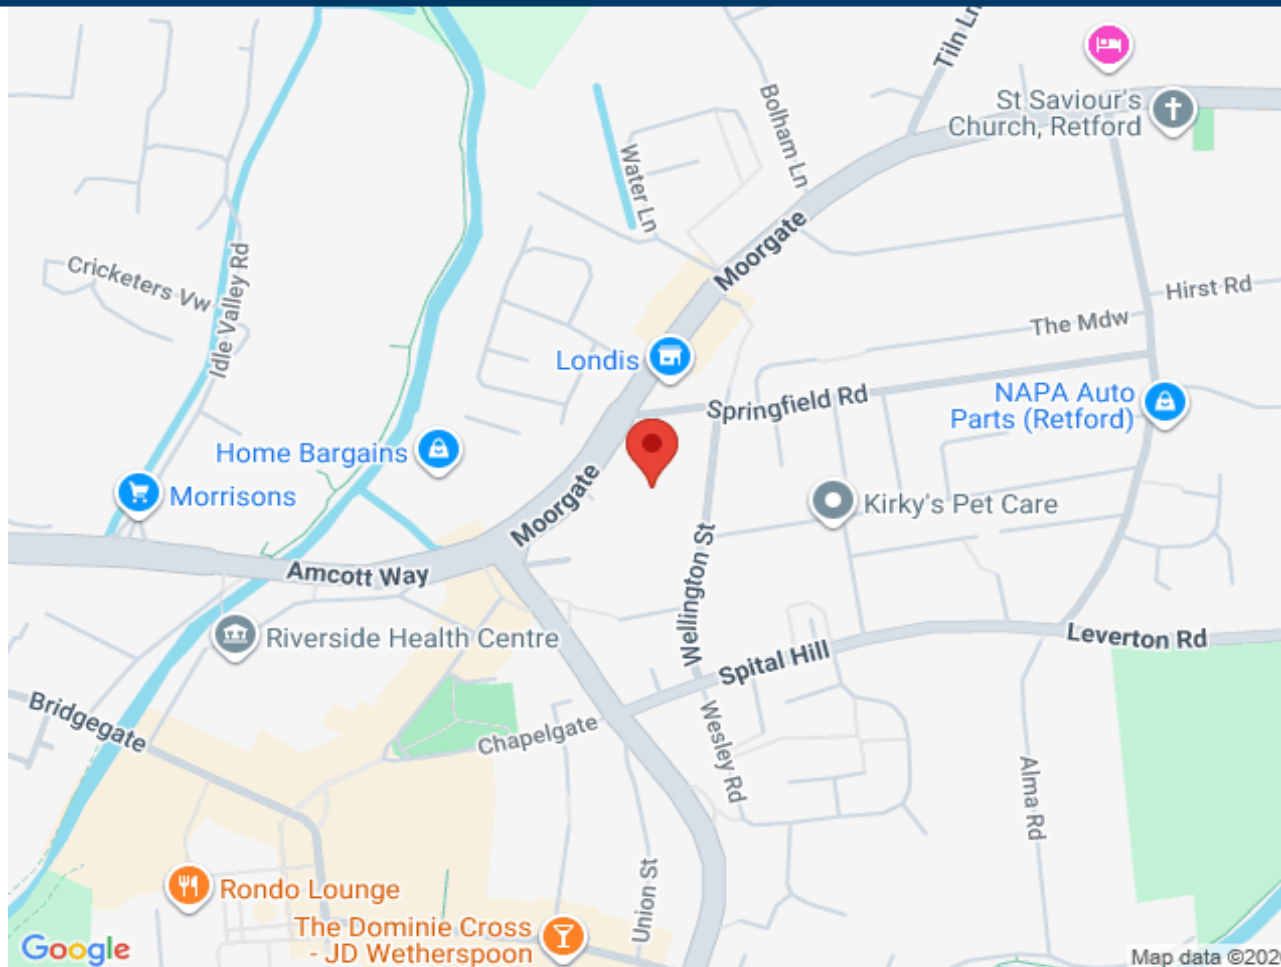 Tiln Ln
St Saviour's
Church, Retford
Bolham Ln
Water Ln
Moorgate
Cricketers Vw
Idle Valley Rd
Hirst Rd
The Mdw
Londis
Springfield Rd
NAPA Auto
Parts (Retford)
Home Bargains
Morrisons
Moorgate
Kirky's Pet Care
Amcott Way
Wellington St
Riverside Health Centre
Leverton Rd
Spital Hill
Bridgegate
Chapelgate
Wesley Rd
Alma Rd
Rondo Lounge
Union St
The Dominie Cross
- JD Wetherspoon
Google
Map data ©202